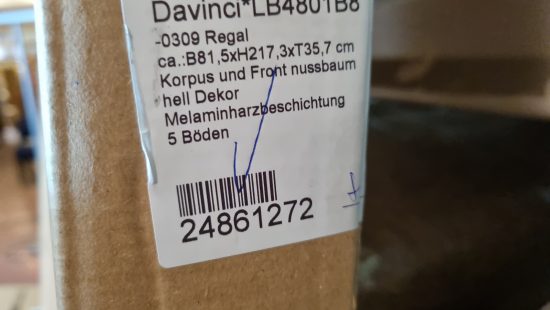 Davinci*LB4801B8
-0309 Regal
ca.:B81,5xH217,3xT35,7 cm
Korpus und Front nussbaum
hell Dekor
Melaminharzbeschichtung
5 Böden
24861272